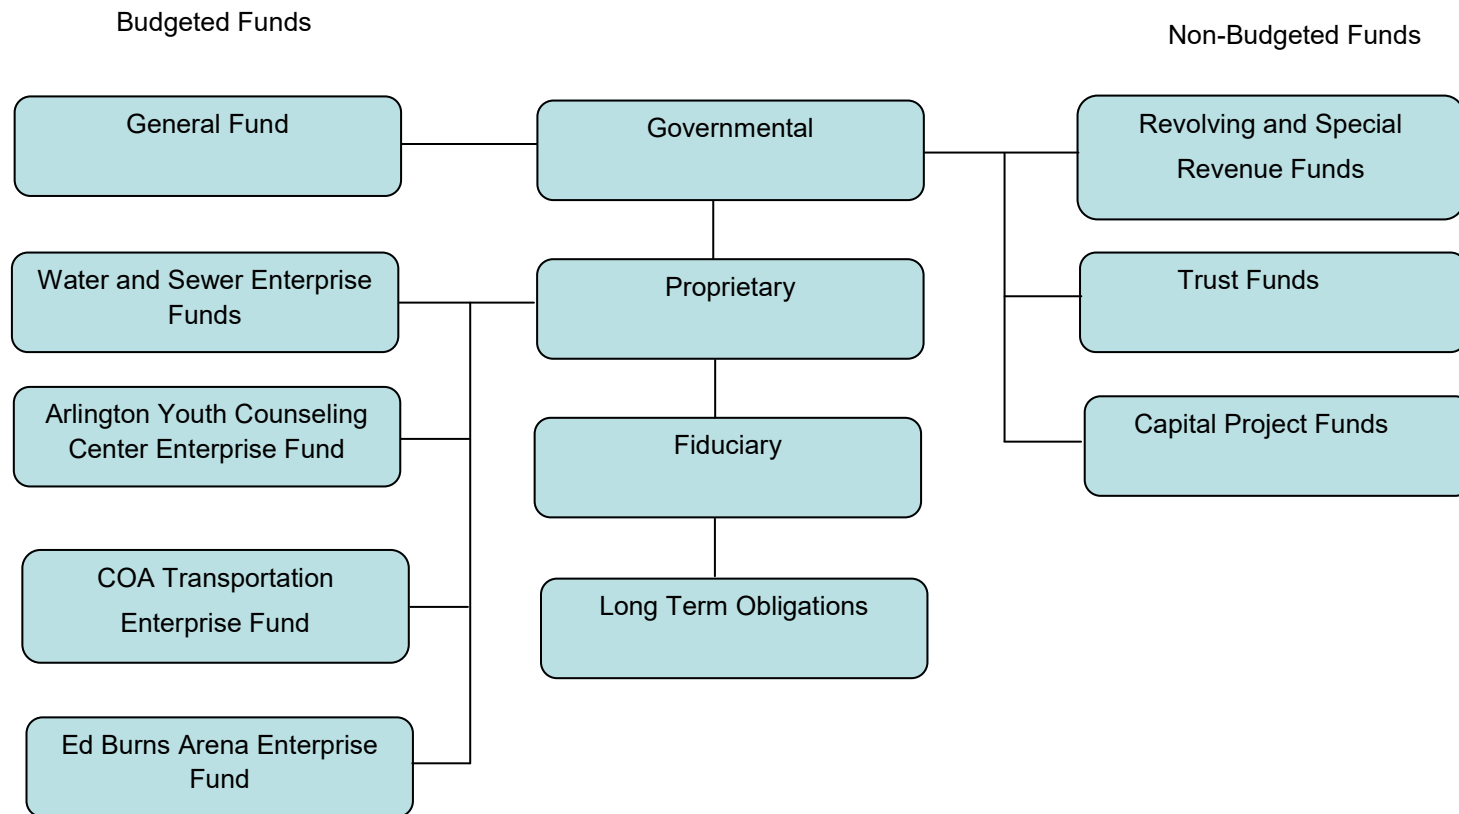 Budgeted Funds
Non-Budgeted Funds
General Fund
Governmental
Revolving and Special
Revenue Funds
Water and Sewer Enterprise
Funds
Proprietary
Trust Funds
Arlington Youth Counseling
Center Enterprise Fund
Fiduciary
Capital Project Funds
COA Transportation
Enterprise Fund
Long Term Obligations
Ed Burns Arena Enterprise
Fund